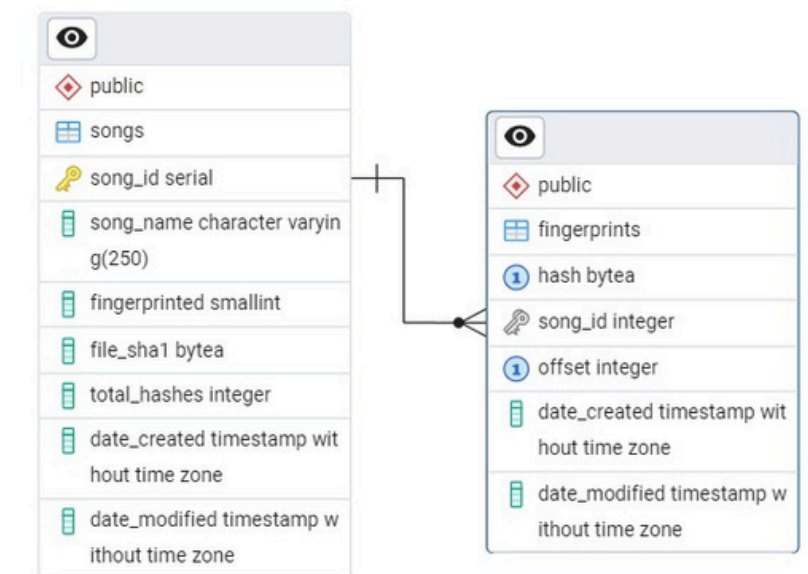 public
songs
song_id serial
song_name character varyin
g(250)
fingerprinted smallint
file_sha1 bytea
total_hashes integer
date_created timestamp wit
hout time zone
date_modified timestamp w
ithout time zone
public
fingerprints
1 hash bytea
song_id integer
1 offset integer
date_created timestamp wit
hout time zone
date_modified timestamp w
ithout time zone